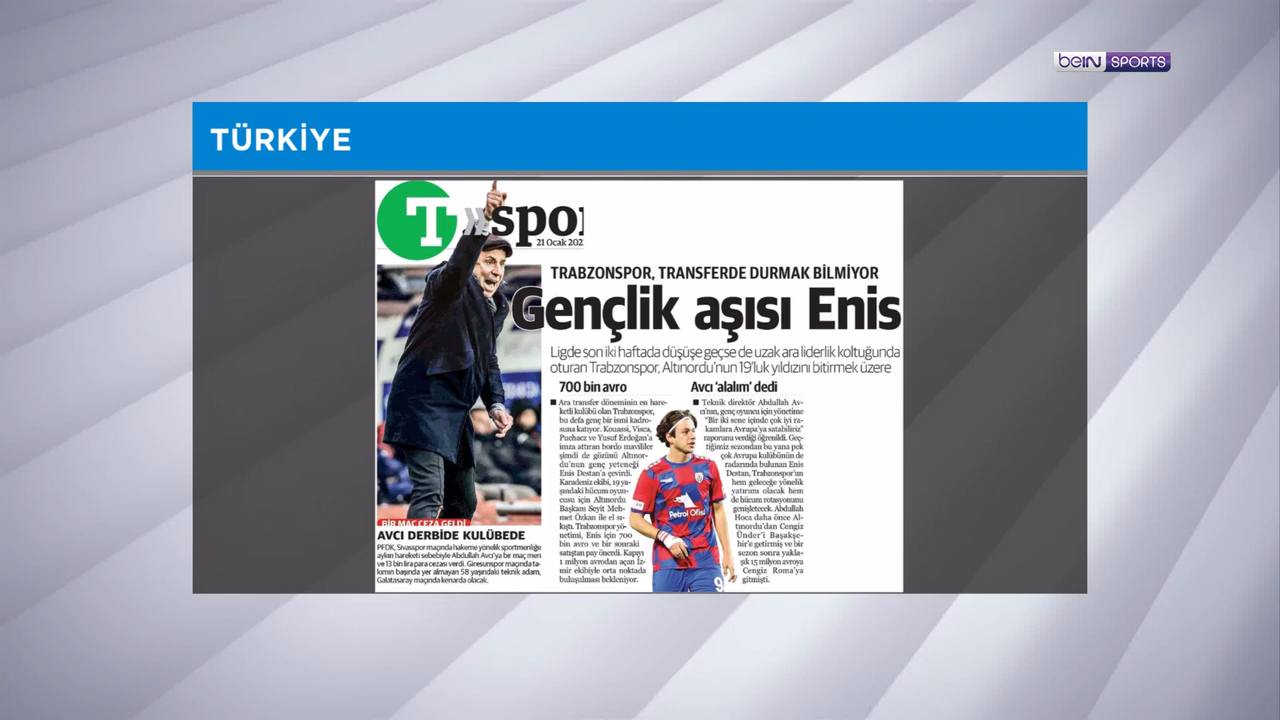 beIN SPORTS
TÜRKİYE
T spor
21 Ocak 202
TRABZONSPOR, TRANSFERDE DURMAK BİLMİYOR
Gençlik aşısı Enis
Ligde son iki haftada düşüşe geçse de uzak ara liderlik koltuğunda
oturan Trabzonspor, Altınordu'nun 19'luk yıldızını bitirmek üzere
700 bin avro
Ara transfer döneminin en hare-
ketli kulübü olan Trabzonspor,
bu defa genç bir ismi kadro-
suna katıyor. Kouassi, Visca,
Puchacz ve Yusuf Erdoğan'a
imza attıran bordo mavililer
şimdi de gözünü Altınor-
du'nun genç yeteneği
Enis Destan'a çevirdi.
Karadeniz ekibi, 19 ya-
şındaki hücum oyun-
cusu için Altınordu
Başkanı Seyit Meh-
met Özkan ile el sı-
kıştı. Trabzonspor yö-
netimi, Enis için 700
bin avro ve bir sonraki
satıştan pay önerdi. Kapıyı
1 milyon avrodan açan İz-
mir ekibiyle orta noktada
buluşulması bekleniyor.
Avcı 'alalım' dedi
Teknik direktör Abdullah Av-
cı'nın, genç oyuncu için yönetime
"Bir iki sene içinde çok iyi ra-
kamlara Avrupa'ya satabiliriz"
raporunu verdiği öğrenildi. Geç-
tiğimiz sezondan bu yana pek
çok Avrupa kulübünün de
radarında bulunan Enis
Destan, Trabzonspor'un
hem geleceğe yönelik
yatırımı olacak hem
de hücum rotasyonunu
genişletecek. Abdullah
Hoca daha önce Al-
tınordu'dan Cengiz
Ünder'i Başakşe-
hir'e getirmiş ve bir
sezon sonra yakla-
şık 15 milyon avroya
Cengiz Roma'ya
gitmişti.
Petrol Ofisi
9
BİR MAÇ CEZA GELDİ
AVCI DERBİDE KULÜBEDE
PFDK, Sivasspor maçında hakeme yönelik sportmenliğe
aykırı hareketi sebebiyle Abdullah Avcı'ya bir maç men
ve 13 bin lira para cezası verdi. Giresunspor maçında ta-
kımın başında yer almayan 58 yaşındaki teknik adam,
Galatasaray maçında kenarda olacak.